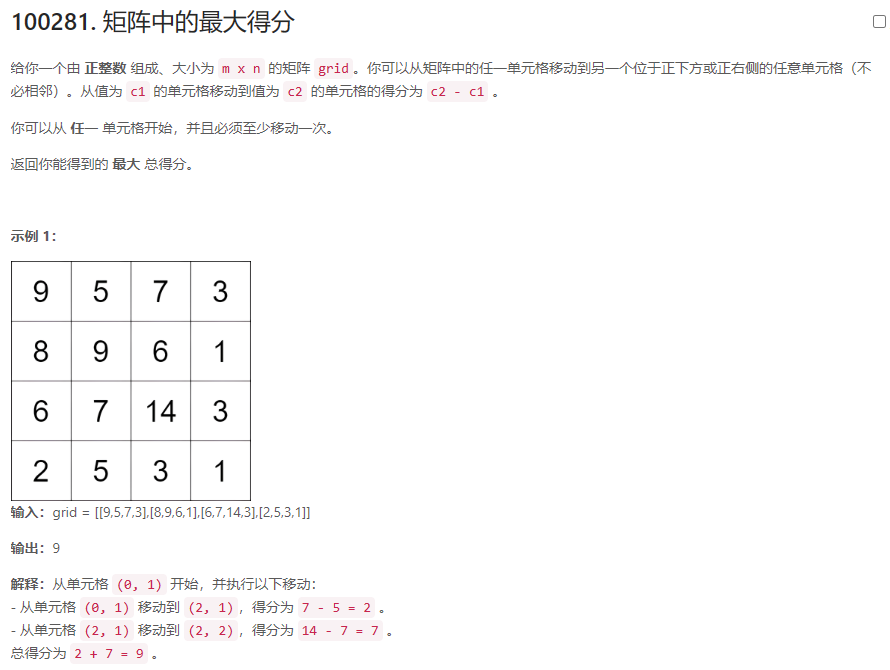 100281. 矩阵中的最大得分
给你一个由 正整数 组成、大小为 m x n 的矩阵 grid。你可以从矩阵中的任一单元格移动到另一个位于正下方或正右侧的任意单元格（不
必相邻）。从值为 c1 的单元格移动到值为 c2 的单元格的得分为 c2 - c1 。
你可以从 任一 单元格开始，并且必须至少移动一次。
返回你能得到的 最大 总得分。
示例 1：
9 5 7 3
8 9 6 1
6 7 14 3
2 5 3 1
输入：grid = [[9,5,7,3],[8,9,6,1],[6,7,14,3],[2,5,3,1]]
输出：9
解释：从单元格 (0, 1) 开始，并执行以下移动：
- 从单元格 (0, 1) 移动到 (2, 1)，得分为 7 - 5 = 2 。
- 从单元格 (2, 1) 移动到 (2, 2)，得分为 14 - 7 = 7 。
总得分为 2 + 7 = 9 。